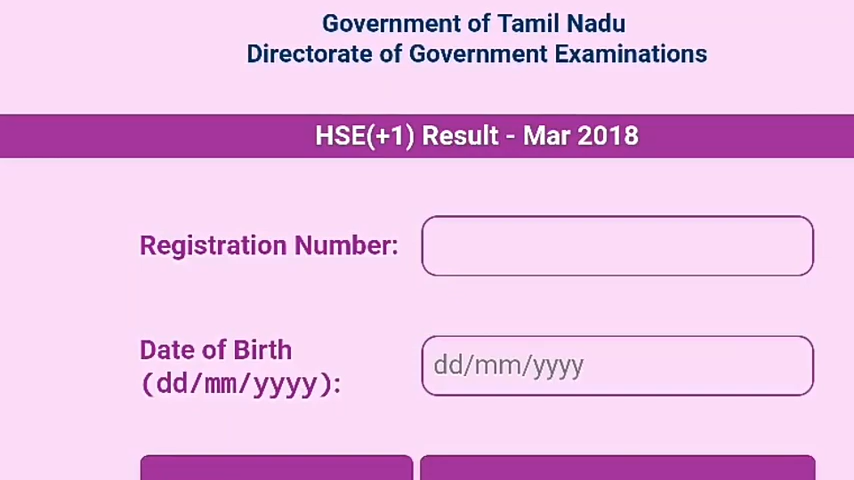 Government of Tamil Nadu
Directorate of Government Examinations
HSE(+1) Result - Mar 2018
Registration Number:
Date of Birth
(dd/mm/yyyy):
dd/mm/yyyy